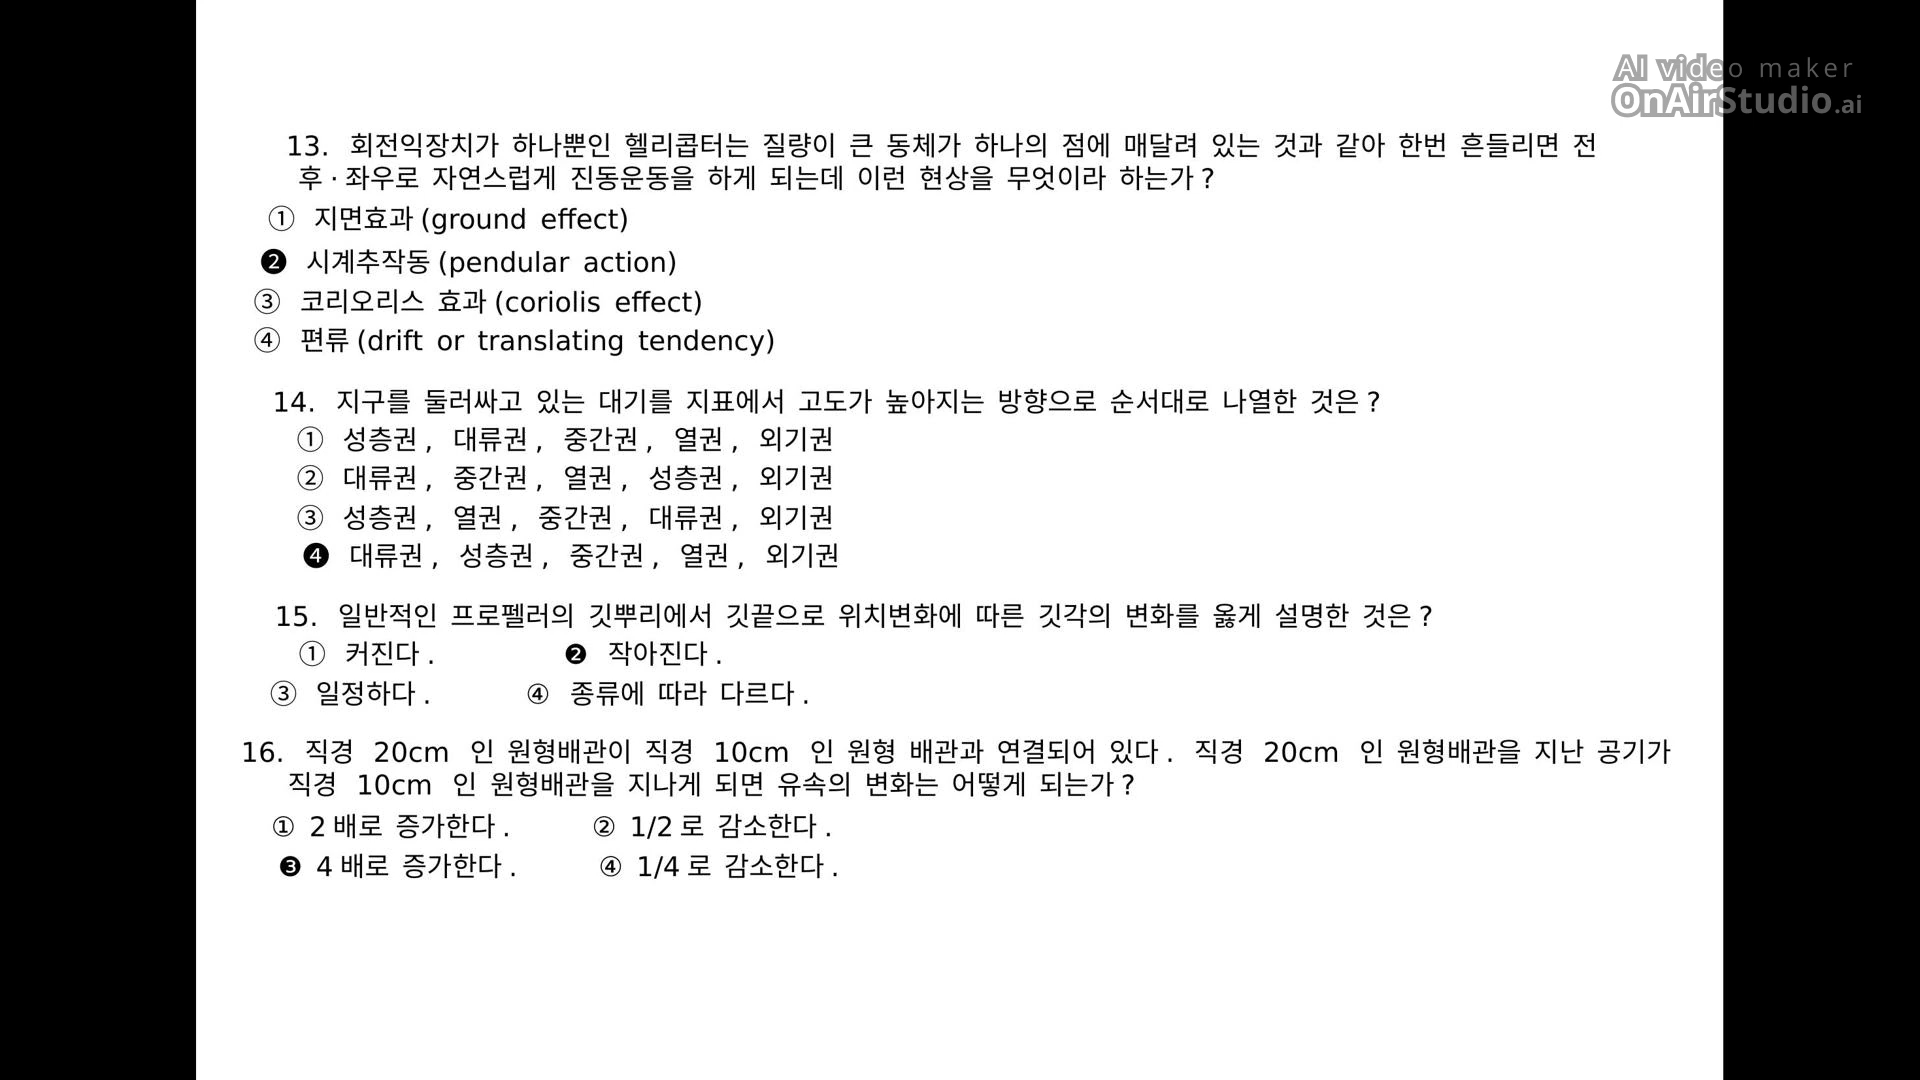 AI video maker
OnAirStudio.ai
13. 회전익장치가 하나뿐인 헬리콥터는 질량이 큰 동체가 하나의 점에 매달려 있는 것과 같아 한번 흔들리면 전
후·좌우로 자연스럽게 진동운동을 하게 되는데 이런 현상을 무엇이라 하는가?
① 지면효과(ground effect)
❷ 시계추작동(pendular action)
③ 코리오리스 효과(coriolis effect)
④ 편류(drift or translating tendency)
14. 지구를 둘러싸고 있는 대기를 지표에서 고도가 높아지는 방향으로 순서대로 나열한 것은?
① 성층권, 대류권, 중간권, 열권, 외기권
② 대류권, 중간권, 열권, 성층권, 외기권
③ 성층권, 열권, 중간권, 대류권, 외기권
❹ 대류권, 성층권, 중간권, 열권, 외기권
15. 일반적인 프로펠러의 깃뿌리에서 깃끝으로 위치변화에 따른 깃각의 변화를 옳게 설명한 것은?
① 커진다. ❷ 작아진다.
③ 일정하다. ④ 종류에 따라 다르다.
16. 직경 20cm 인 원형배관이 직경 10cm 인 원형 배관과 연결되어 있다. 직경 20cm 인 원형배관을 지난 공기가
직경 10cm 인 원형배관을 지나게 되면 유속의 변화는 어떻게 되는가?
① 2배로 증가한다. ② 1/2로 감소한다.
❸ 4배로 증가한다. ④ 1/4로 감소한다.